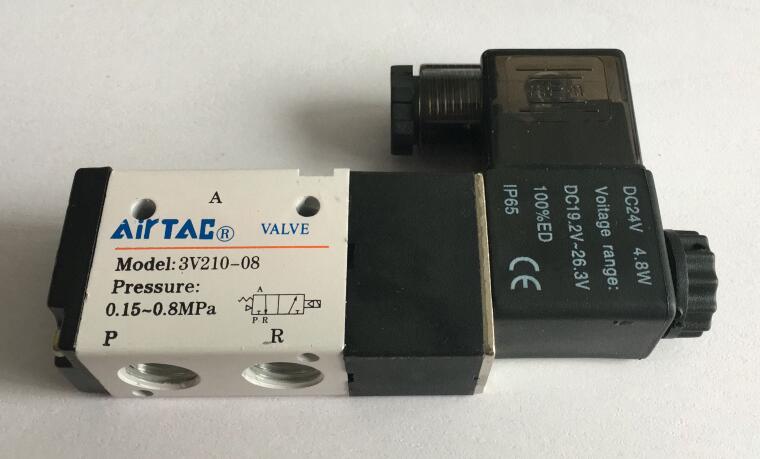 A
AirTAC® VALVE
Model: 3V210-08
Pressure:
0.15~0.8MPa
A
P R
P R
DC24V 4.8W
Voitage range:
DC19.2V~26.3V
100%ED
IP65
CE